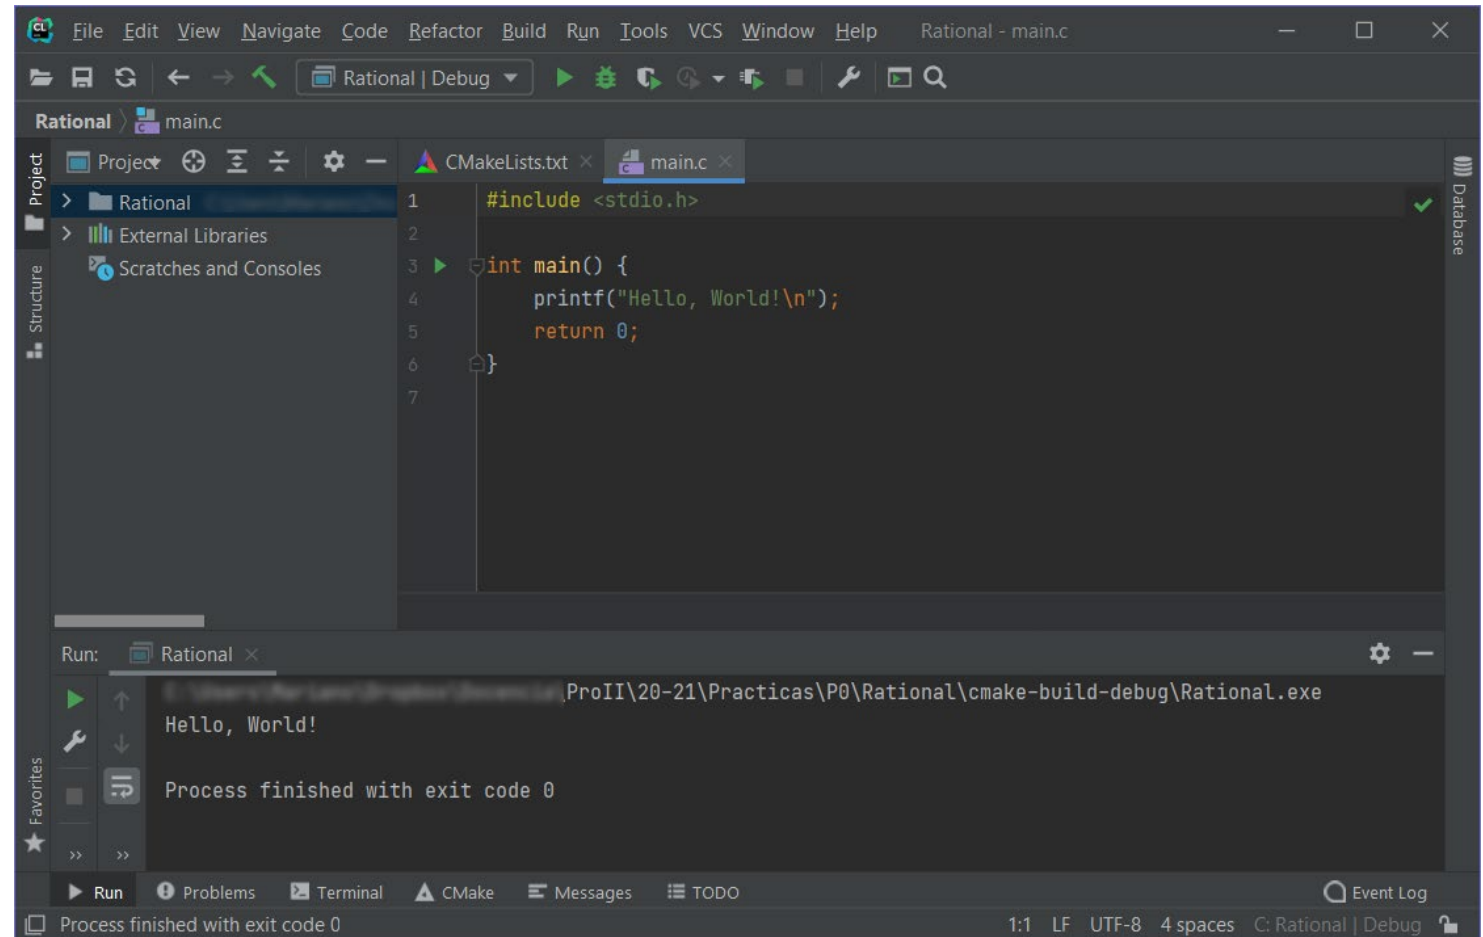 CL File Edit View Navigate Code Refactor Build Run Tools VCS Window Help Rational - main.c
Rational | Debug
Rational main.c
Project CMakeLists.txt main.c
Project
Structure
Favorites
Database
Rational
External Libraries
Scratches and Consoles
1 #include <stdio.h>
2
3 int main() {
4 printf("Hello, World!\n");
5 return 0;
6 }
7
Run: Rational
\ProII\20-21\Practicas\P0\Rational\cmake-build-debug\Rational.exe
Hello, World!
Process finished with exit code 0
Run Problems Terminal CMake Messages TODO Event Log
Process finished with exit code 0 1:1 LF UTF-8 4 spaces C: Rational | Debug